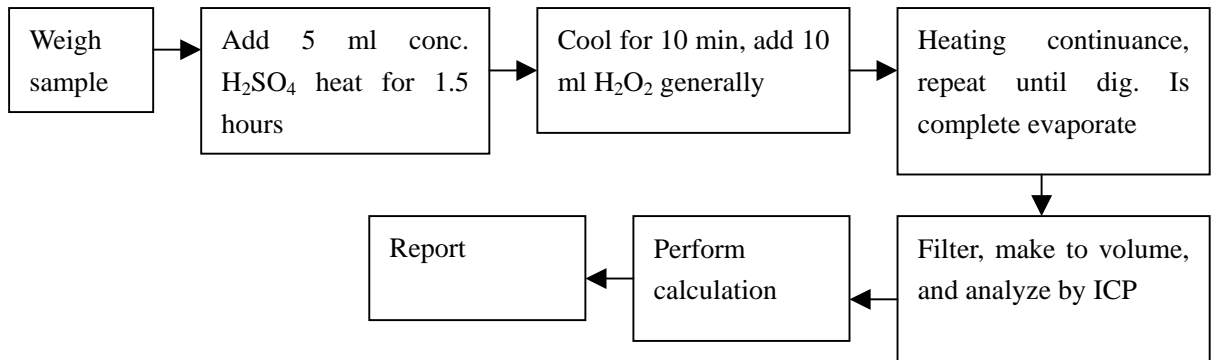 Weigh
sample
Add 5 ml conc.
H₂SO₄ heat for 1.5
hours
Cool for 10 min, add 10
ml H₂O₂ generally
Heating continuance,
repeat until dig. Is
complete evaporate
Filter, make to volume,
and analyze by ICP
Perform
calculation
Report